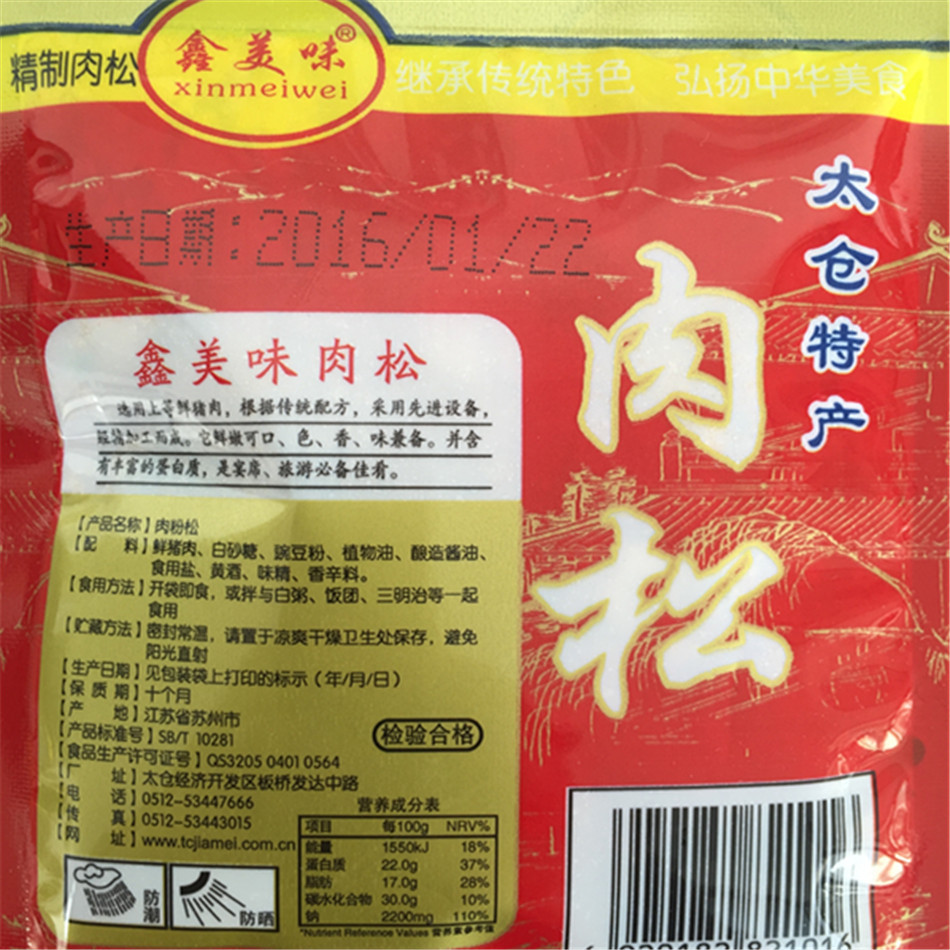 精制肉松
鑫美味®
xinmeiwei
继承传统特色 弘扬中华美食
太仓特产
生产日期:2016/01/22
肉松
鑫美味肉松
选用上等鲜猪肉，根据传统配方，采用先进设备，
经精加工而成。它鲜嫩可口、色、香、味兼备。并含
有丰富的蛋白质，是宴席、旅游必备佳肴。
【产品名称】肉粉松
【配 料】鲜猪肉、白砂糖、豌豆粉、植物油、酿造酱油、
食用盐、黄酒、味精、香辛料。
【食用方法】开袋即食，或拌与白粥、饭团、三明治等一起
食用
【贮藏方法】密封常温，请置于凉爽干燥卫生处保存，避免
阳光直射
【生产日期】见包装袋上打印的标示（年/月/日）
【保质期】十个月
【产 地】江苏省苏州市
【产品标准号】SB/T 10281
【食品生产许可证号】QS3205 0401 0564
【厂 址】太仓经济开发区板桥发达中路
【电 话】0512-53447666
【传 真】0512-53443015
【网 址】www.tcjiamei.com.cn
检验合格
营养成分表
项目 每100g NRV%
能量 1550kJ 18%
蛋白质 22.0g 37%
脂肪 17.0g 28%
碳水化合物 30.0g 10%
钠 2200mg 110%
*Nutrient Reference Values 营养素参考值
防潮
防晒